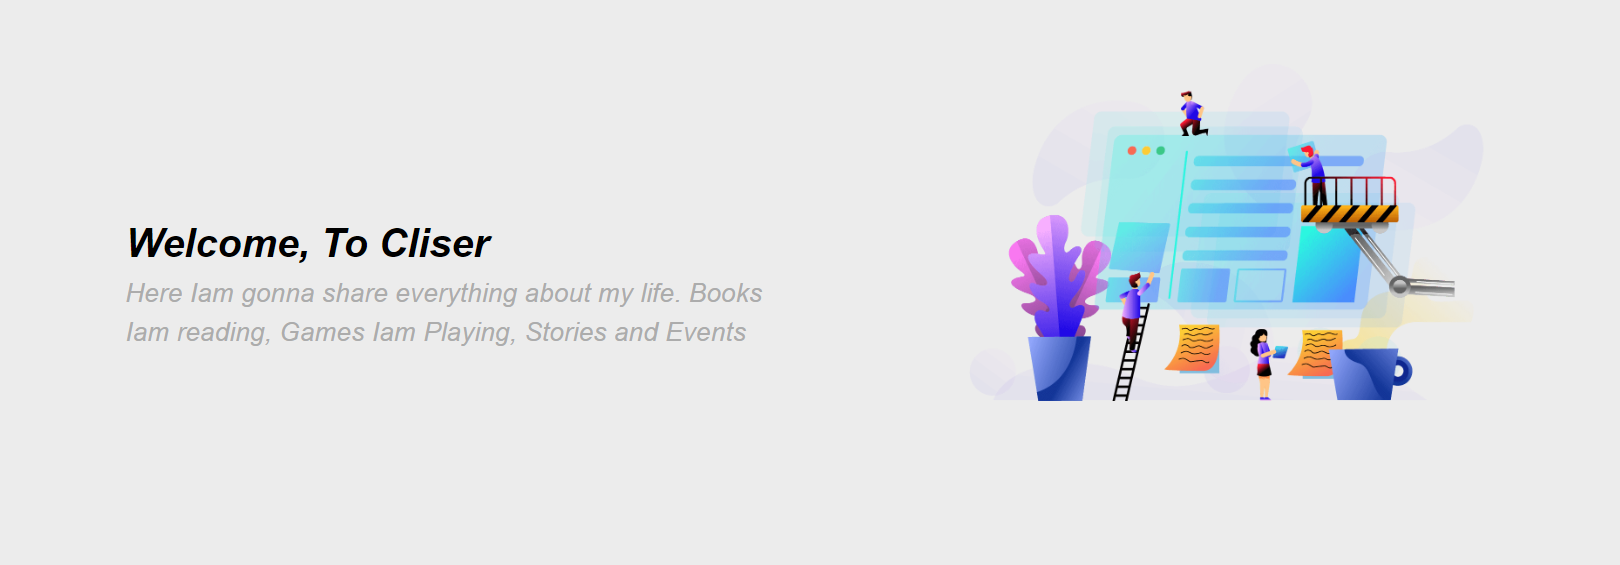 Welcome, To Cliser
Here Iam gonna share everything about my life. Books
Iam reading, Games Iam Playing, Stories and Events